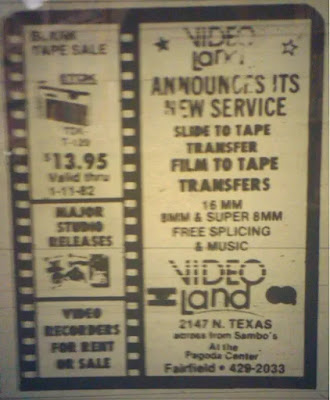 BLANK
TAPE SALE
TDK
TDK
T-120
$13.95
Valid thru
1-11-82
MAJOR
STUDIO
RELEASES
VIDEO
RECORDERS
FOR RENT
OR SALE
VIDEO
Land
ANNOUNCES ITS
NEW SERVICE
SLIDE TO TAPE
TRANSFER
FILM TO TAPE
TRANSFERS
16 MM
8MM & SUPER 8MM
FREE SPLICING
& MUSIC
VIDEO
Land
2147 N. TEXAS
across from Sambo's
At the
Pagoda Center
Fairfield • 429-2033